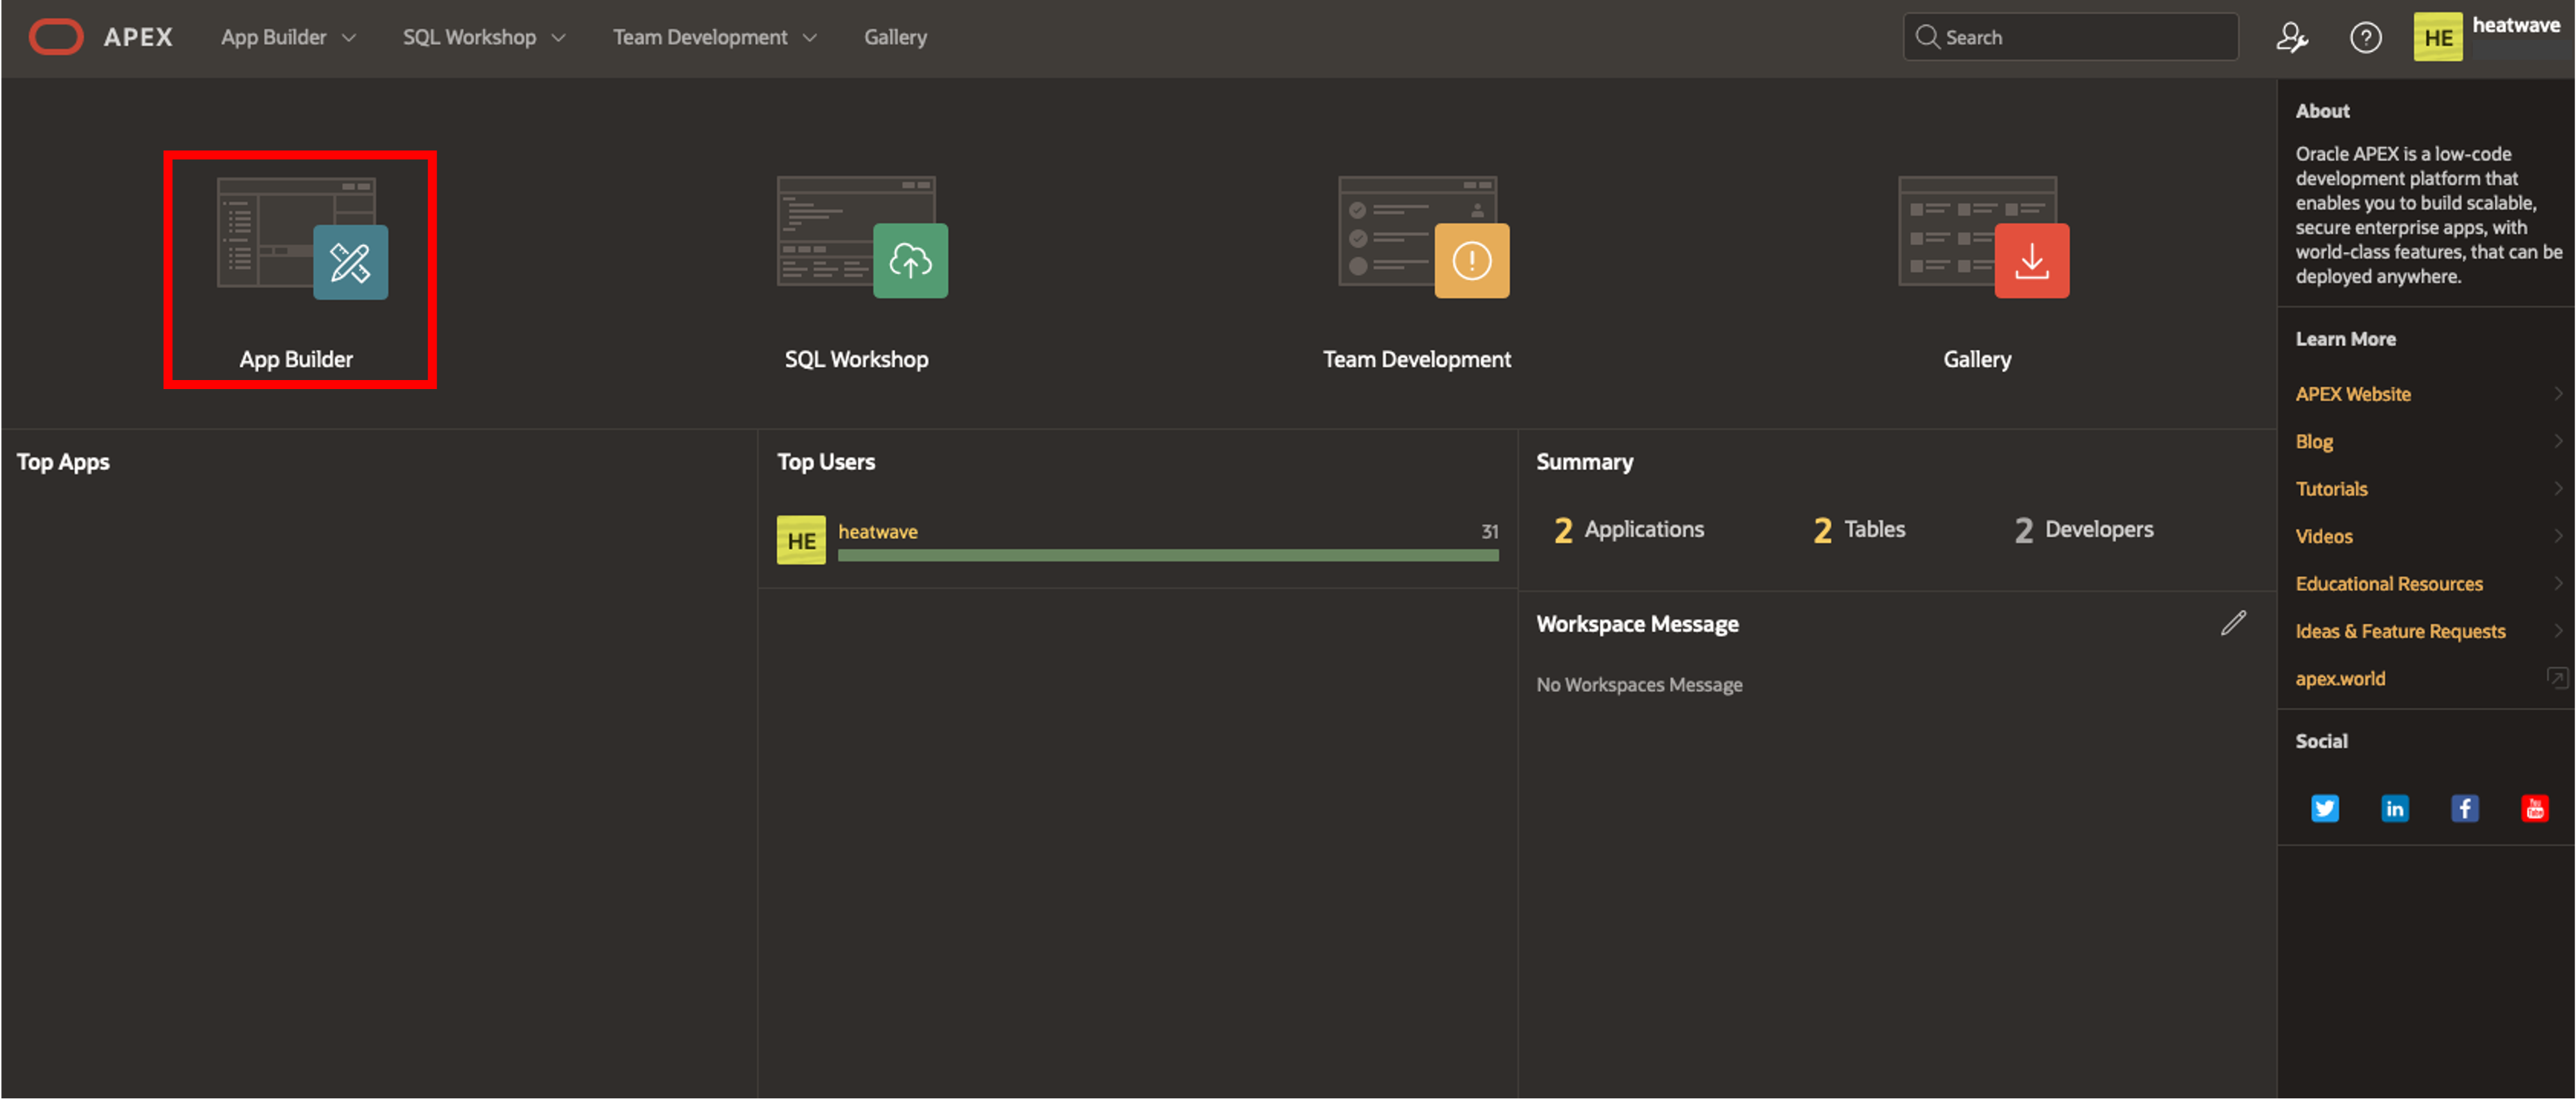 APEX App Builder SQL Workshop Team Development Gallery Search HE heatwave
App Builder
SQL Workshop
Team Development
Gallery
Top Apps
Top Users
HE heatwave 31
Summary
2 Applications 2 Tables 2 Developers
Workspace Message
No Workspaces Message
About
Oracle APEX is a low-code
development platform that
enables you to build scalable,
secure enterprise apps, with
world-class features, that can be
deployed anywhere.
Learn More
APEX Website
Blog
Tutorials
Videos
Educational Resources
Ideas & Feature Requests
apex.world
Social